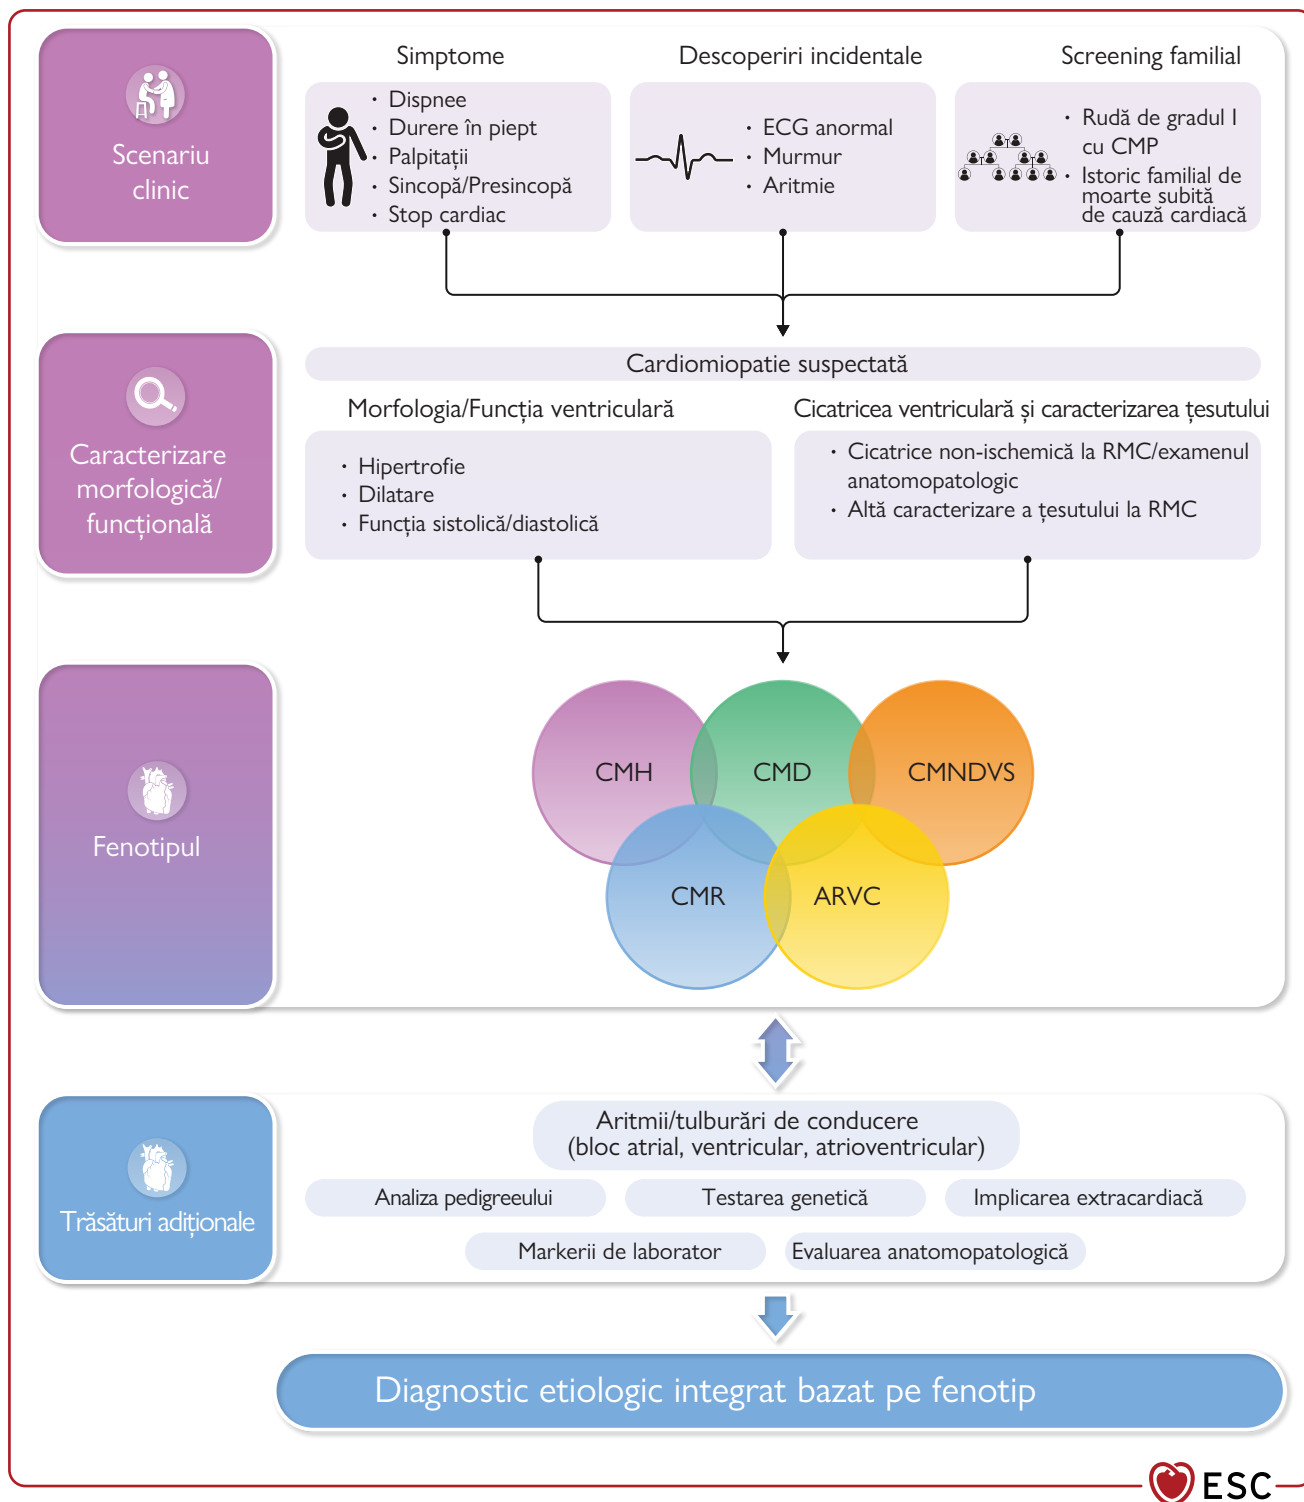 Scenariu
clinic
Simptome
• Dispnee
• Durere în piept
• Palpitații
• Sincopă/Presincopă
• Stop cardiac
Descoperiri incidentale
• ECG anormal
• Murmur
• Aritmie
Screening familial
• Rudă de gradul I
cu CMP
• Istoric familial de
moarte subită
de cauză cardiacă
Caracterizare
morfologică/
funcțională
Cardiomiopatie suspectată
Morfologia/Funcția ventriculară
• Hipertrofie
• Dilatare
• Funcția sistolică/diastolică
Cicatricea ventriculară și caracterizarea țesutului
• Cicatrice non-ischemică la RMC/examenul
anatomopatologic
• Altă caracterizare a țesutului la RMC
Fenotipul
CMH
CMD
CMNDVS
CMR
ARVC
Trăsături adiționale
Aritmii/tulburări de conducere
(bloc atrial, ventricular, atrioventricular)
Analiza pedigreeului
Testarea genetică
Implicarea extracardiacă
Markerii de laborator
Evaluarea anatomopatologică
Diagnostic etiologic integrat bazat pe fenotip
ESC